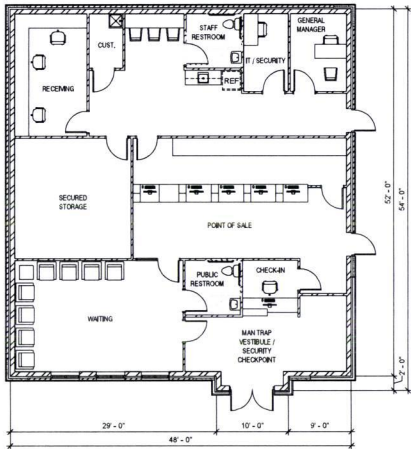 STAFF
RESTROOM
GENERAL
MANAGER
CUST.
IT / SECURITY
REF
RECEIVING
SECURED
STORAGE
POINT OF SALE
PUBLIC
RESTROOM
CHECK-IN
WAITING
MAN TRAP
VESTIBULE /
SECURITY
CHECKPOINT
52' - 0"
54' - 0"
2' - 0"
29' - 0"
10' - 0"
9' - 0"
48' - 0"